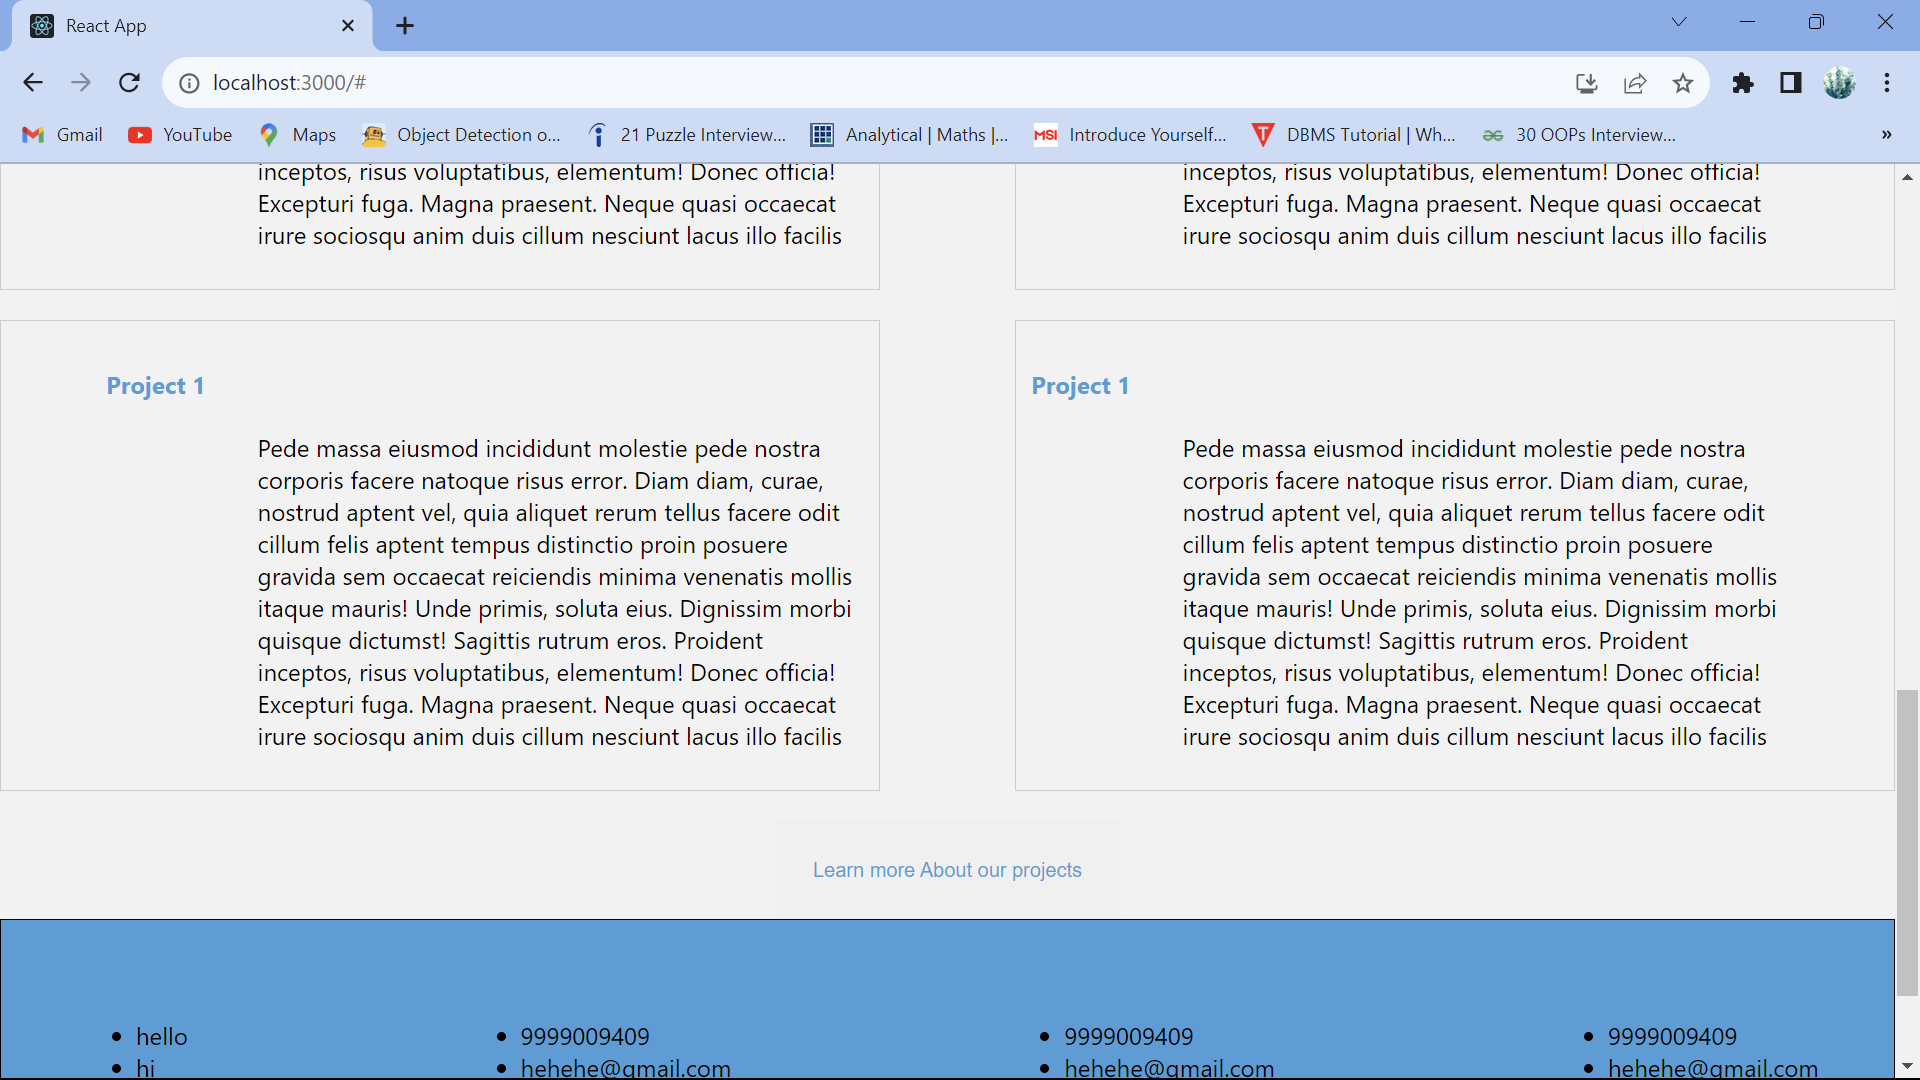 React App
localhost:3000/#
Gmail
YouTube
Maps
Object Detection o...
21 Puzzle Interview...
Analytical | Maths |...
MSI
Introduce Yourself...
T
DBMS Tutorial | Wh...
30 OOPs Interview...
»
inceptos, risus voluptatibus, elementum! Donec officia!
Excepturi fuga. Magna praesent. Neque quasi occaecat
irure sociosqu anim duis cillum nesciunt lacus illo facilis
inceptos, risus voluptatibus, elementum! Donec officia!
Excepturi fuga. Magna praesent. Neque quasi occaecat
irure sociosqu anim duis cillum nesciunt lacus illo facilis
Project 1
Pede massa eiusmod incididunt molestie pede nostra
corporis facere natoque risus error. Diam diam, curae,
nostrud aptent vel, quia aliquet rerum tellus facere odit
cillum felis aptent tempus distinctio proin posuere
gravida sem occaecat reiciendis minima venenatis mollis
itaque mauris! Unde primis, soluta eius. Dignissim morbi
quisque dictumst! Sagittis rutrum eros. Proident
inceptos, risus voluptatibus, elementum! Donec officia!
Excepturi fuga. Magna praesent. Neque quasi occaecat
irure sociosqu anim duis cillum nesciunt lacus illo facilis
Project 1
Pede massa eiusmod incididunt molestie pede nostra
corporis facere natoque risus error. Diam diam, curae,
nostrud aptent vel, quia aliquet rerum tellus facere odit
cillum felis aptent tempus distinctio proin posuere
gravida sem occaecat reiciendis minima venenatis mollis
itaque mauris! Unde primis, soluta eius. Dignissim morbi
quisque dictumst! Sagittis rutrum eros. Proident
inceptos, risus voluptatibus, elementum! Donec officia!
Excepturi fuga. Magna praesent. Neque quasi occaecat
irure sociosqu anim duis cillum nesciunt lacus illo facilis
Learn more About our projects
• hello
• hi
• 9999009409
• hehehe@gmail.com
• 9999009409
• hehehe@gmail.com
• 9999009409
• hehehe@gmail.com